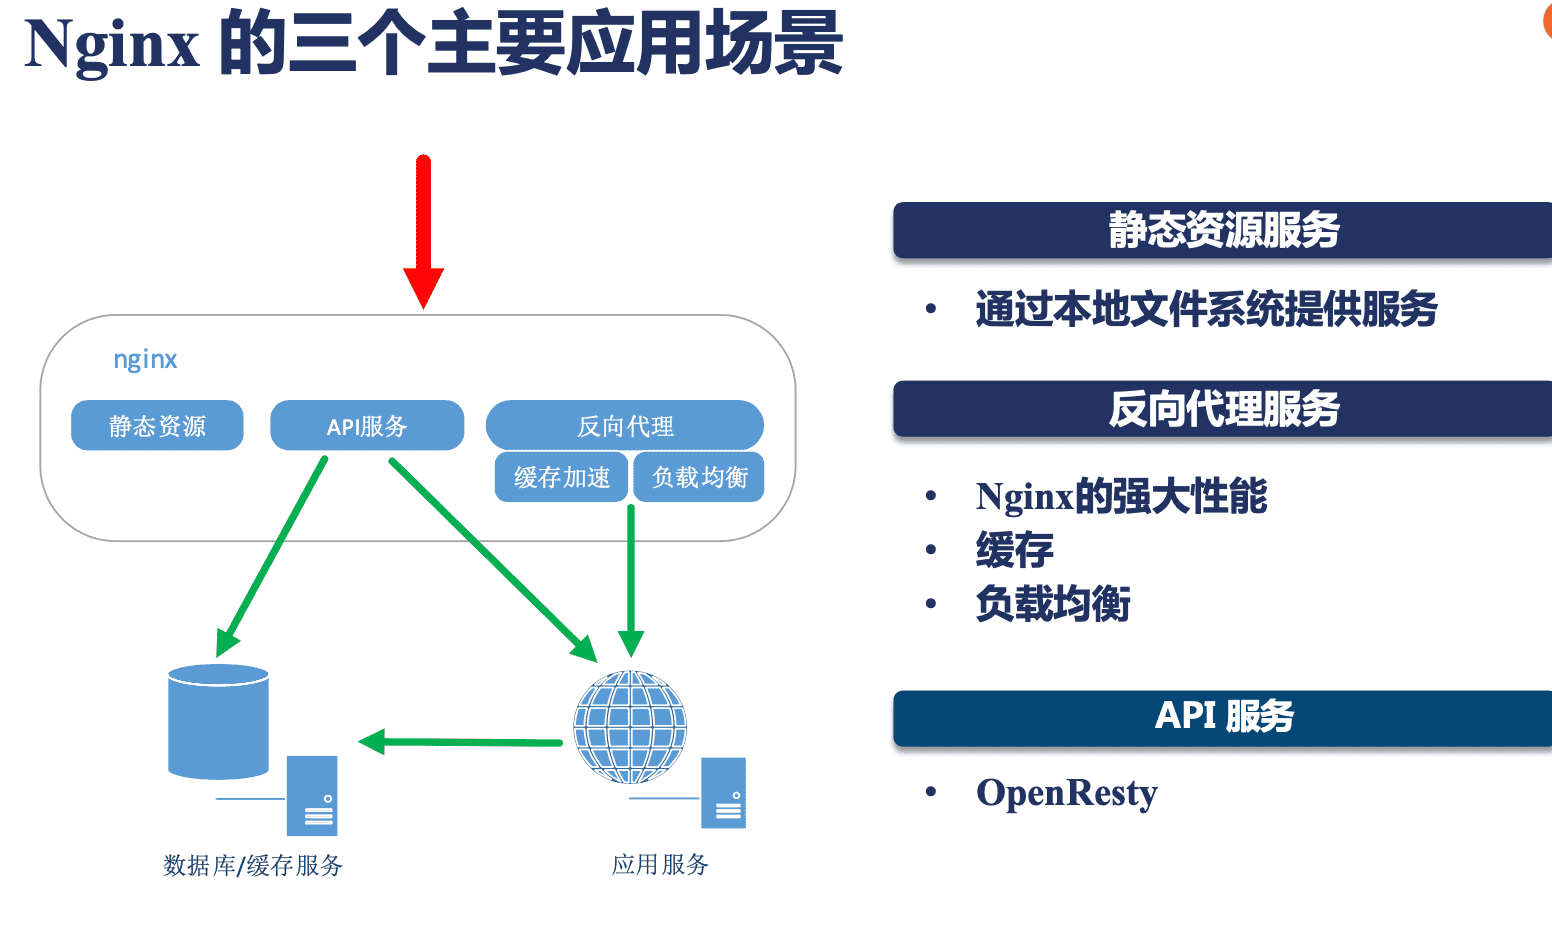 Nginx 的三个主要应用场景
nginx
静态资源
API服务
反向代理
缓存加速
负载均衡
数据库/缓存服务
应用服务
静态资源服务
• 通过本地文件系统提供服务
反向代理服务
• Nginx的强大性能
• 缓存
• 负载均衡
API 服务
• OpenResty